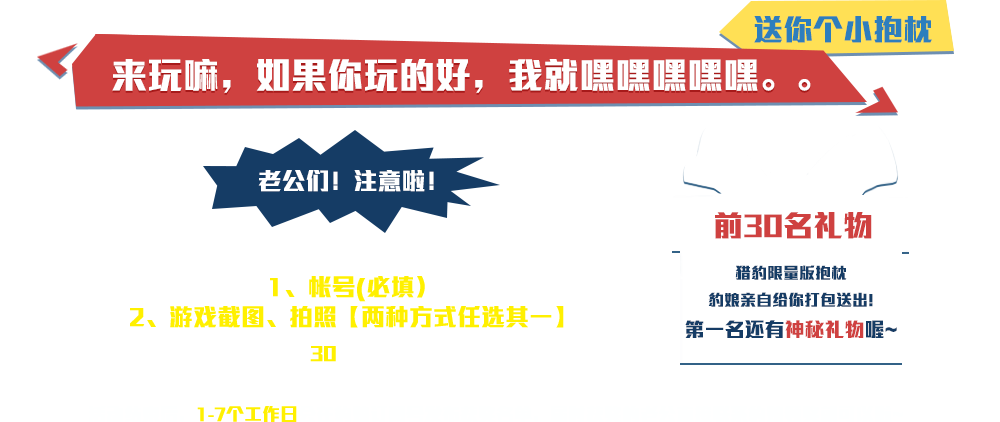 送你个小抱枕
来玩嘛，如果你玩的好，我就嘿嘿嘿嘿嘿。。
老公们！注意啦！
1、帐号(必填）
2、游戏截图、拍照【两种方式任选其一】
30
1-7个工作日
前30名礼物
猎豹限量版抱枕
豹娘亲自给你打包送出!
第一名还有神秘礼物喔~